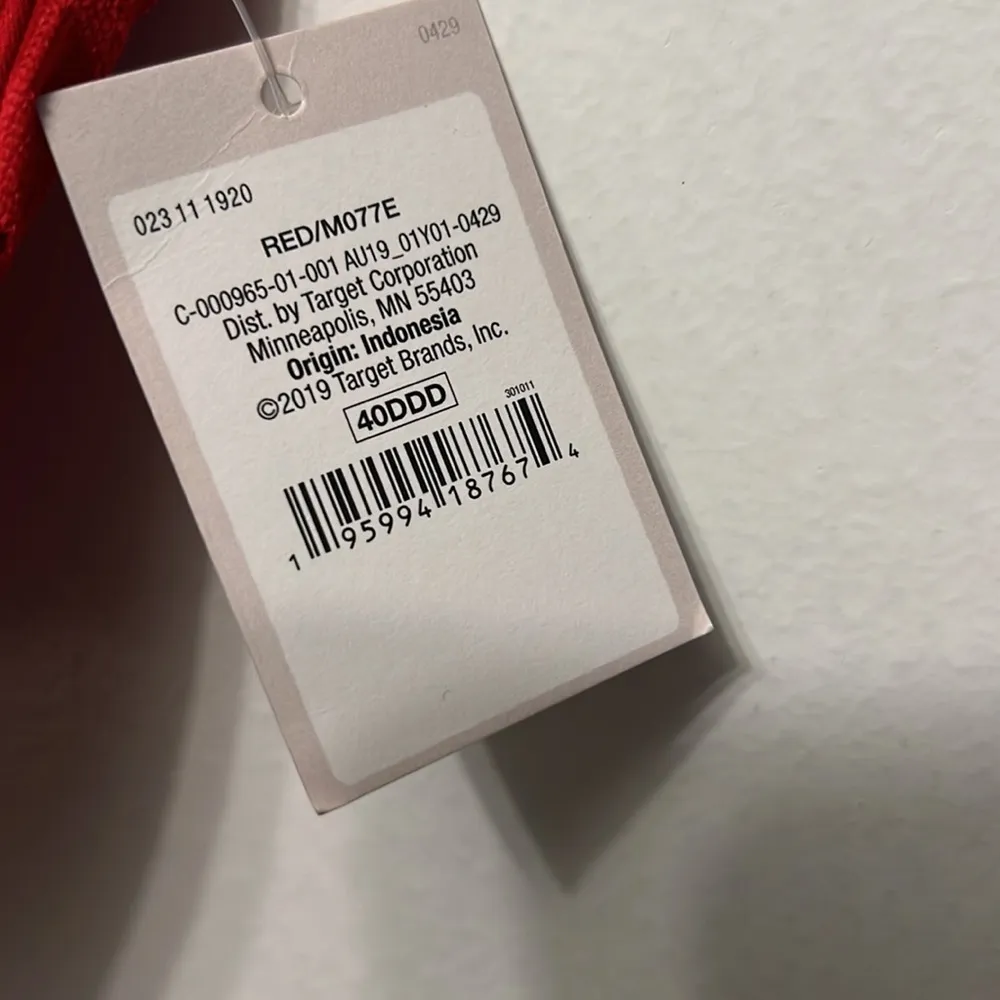 0429
023 11 1920
RED/M077E
C-000965-01-001 AU19_01Y01-0429
Dist. by Target Corporation
Minneapolis, MN 55403
Origin: Indonesia
©2019 Target Brands, Inc.
40DDD
301011
1 95994 18767 4